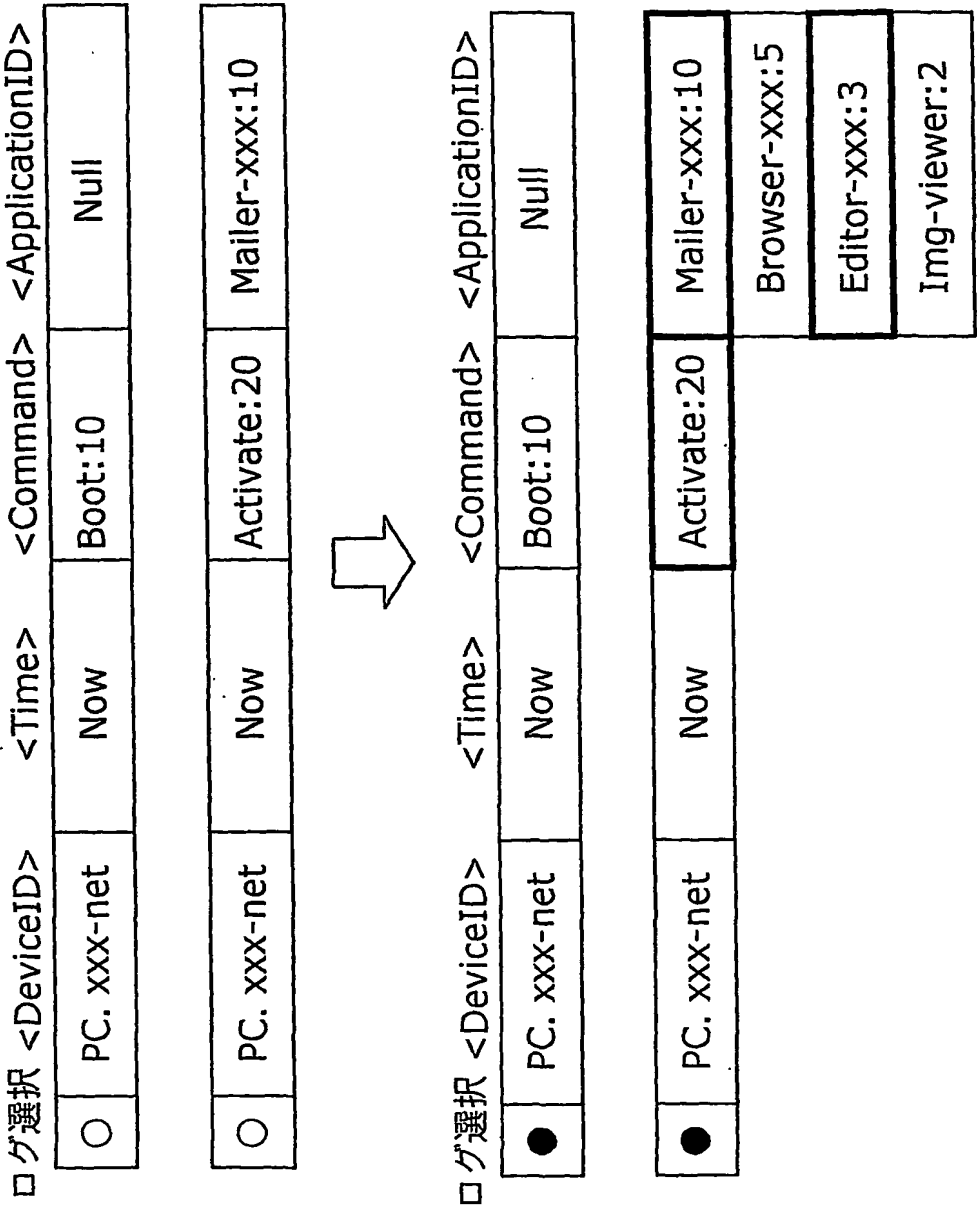 ログ選択 <DeviceID> <Time> <Command> <ApplicationID>
○ PC. xxx-net Now Boot:10 Null
○ PC. xxx-net Now Activate:20 Mailer-xxx:10
ログ選択 <DeviceID> <Time> <Command> <ApplicationID>
● PC. xxx-net Now Boot:10 Null
● PC. xxx-net Now Activate:20 Mailer-xxx:10
Browser-xxx:5
Editor-xxx:3
Img-viewer:2